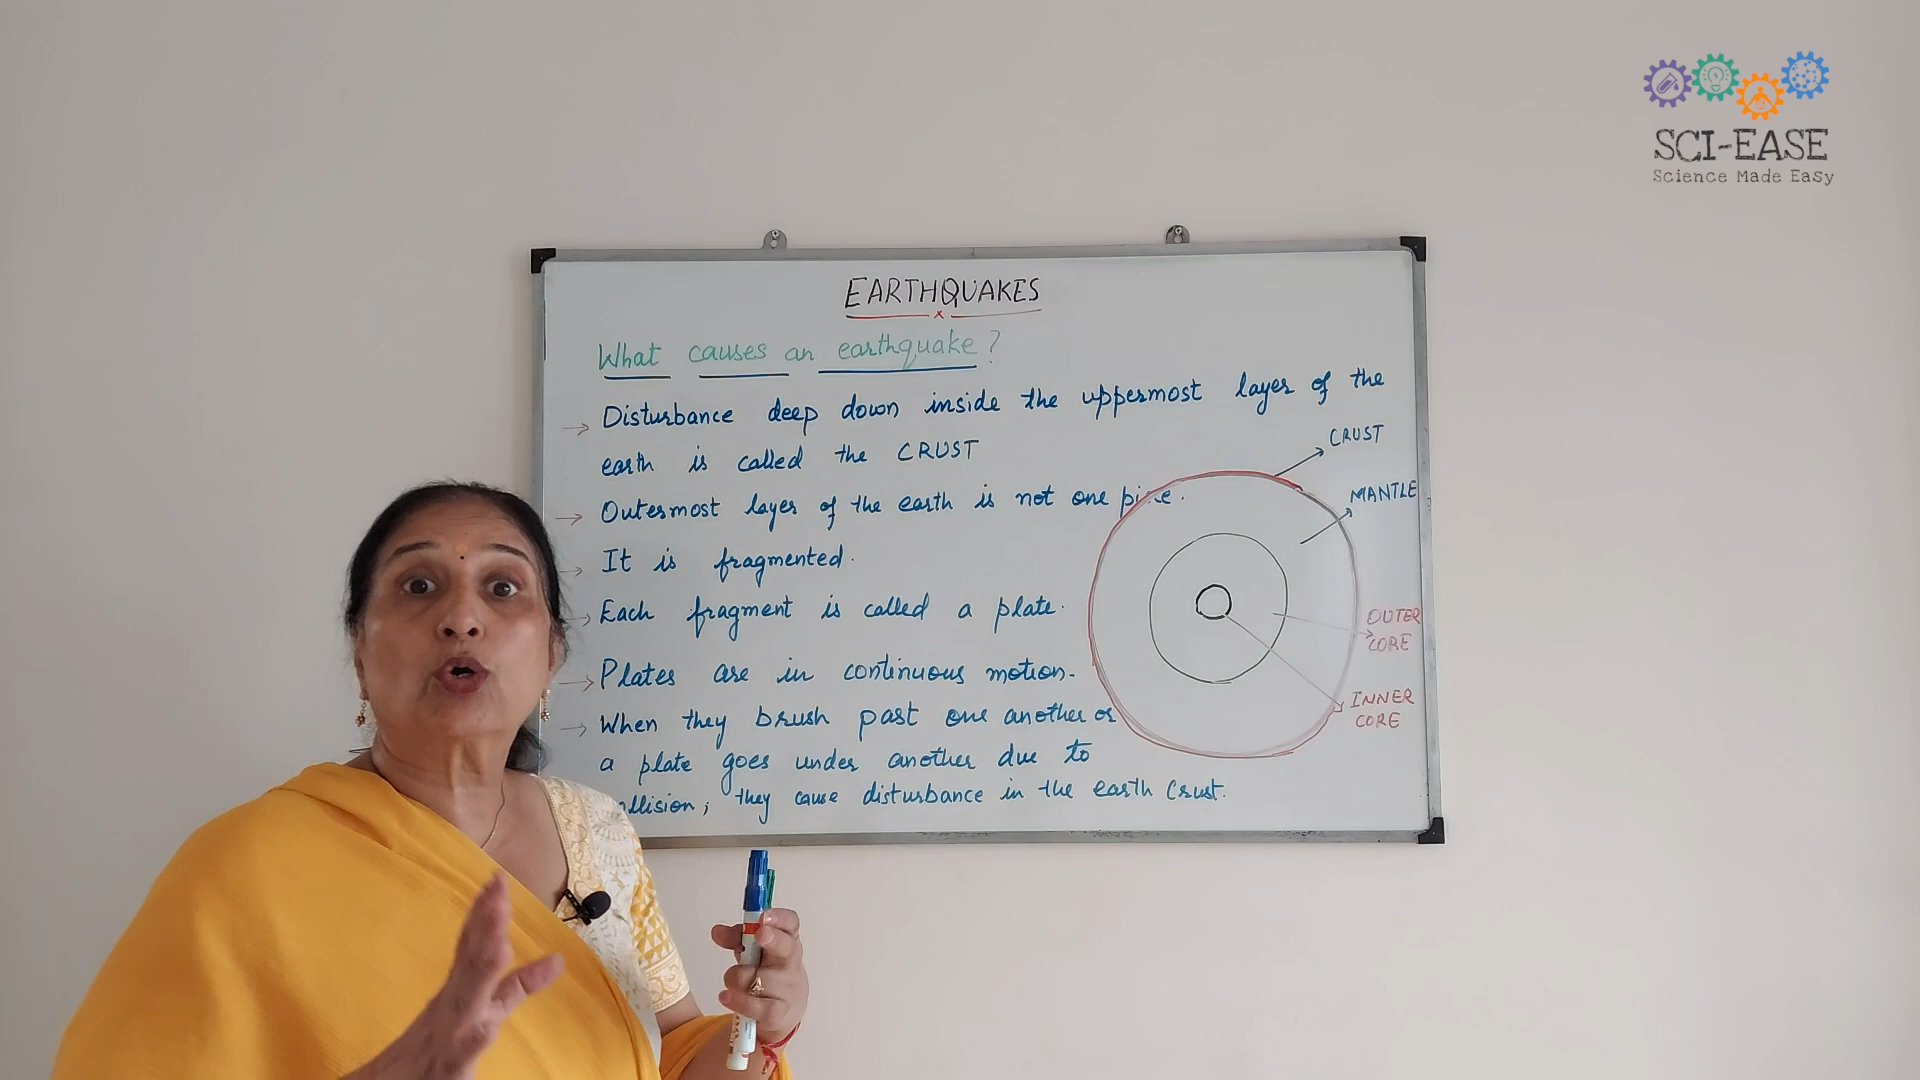 SCI-EASE
Science Made Easy
EARTHQUAKES
What causes an earthquake?
→ Disturbance deep down inside the uppermost layer of the
earth is called the CRUST
→ Outermost layer of the earth is not one
→ It is fragmented.
→ Each fragment is called a plate.
→ Plates are in continuous motion.
→ When they brush past one another or
a plate goes under another due to
; they cause disturbance in the earth Crust.
CRUST
MANTLE
OUTER
CORE
INNER
CORE